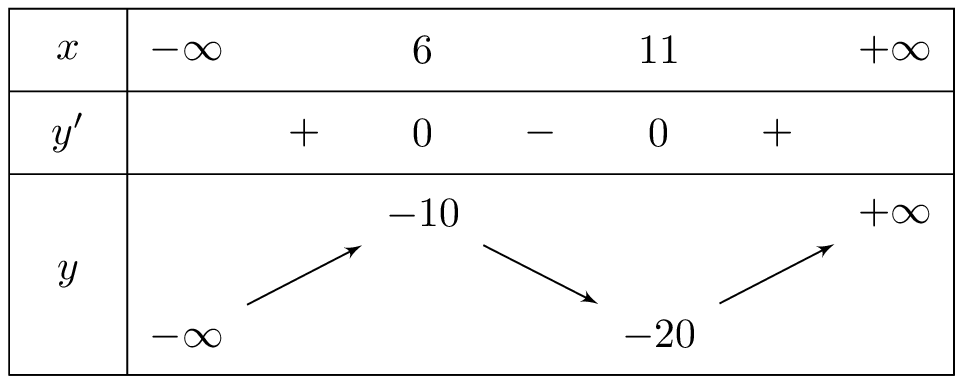 x −∞ 6 11 +∞
y′ + 0 − 0 +
−10 +∞
y
−∞ −20